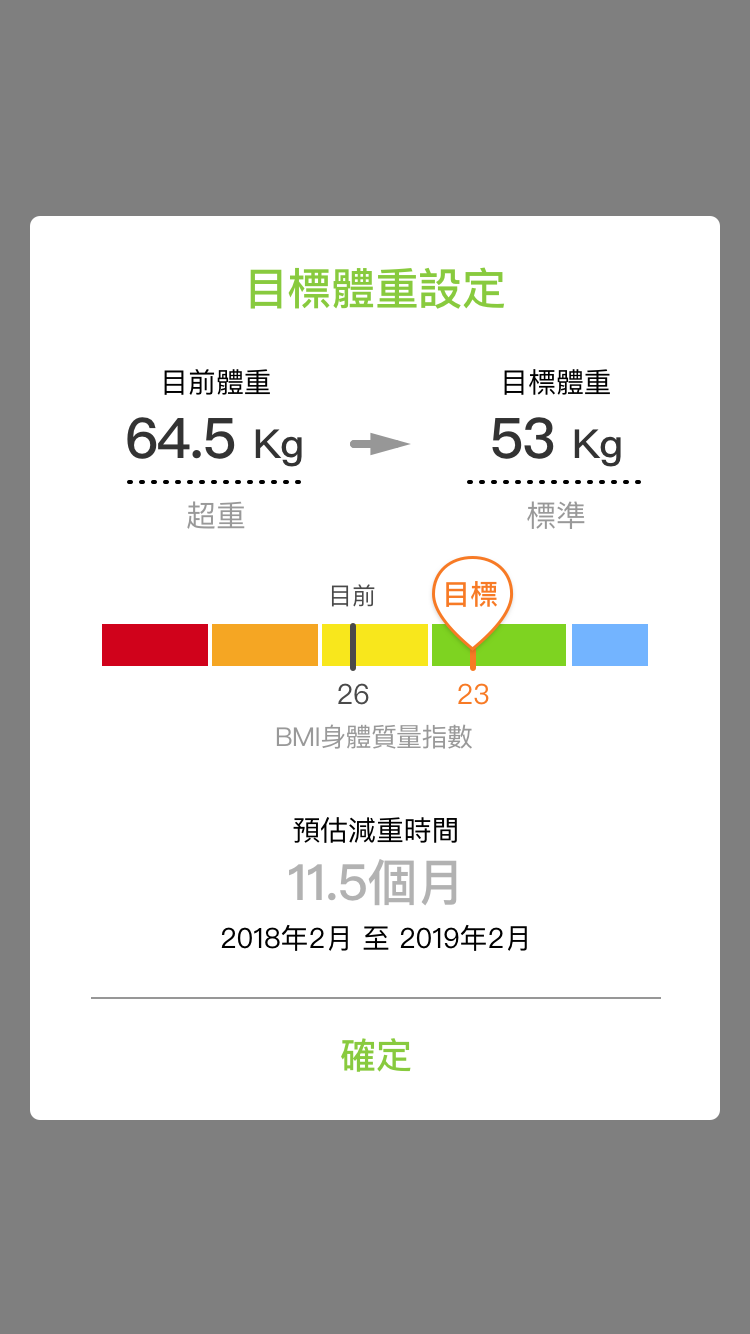 目標體重設定
目前體重
64.5 Kg
超重
目標體重
53 Kg
標準
目前
目標
26
23
BMI身體質量指數
預估減重時間
11.5個月
2018年2月 至 2019年2月
確定